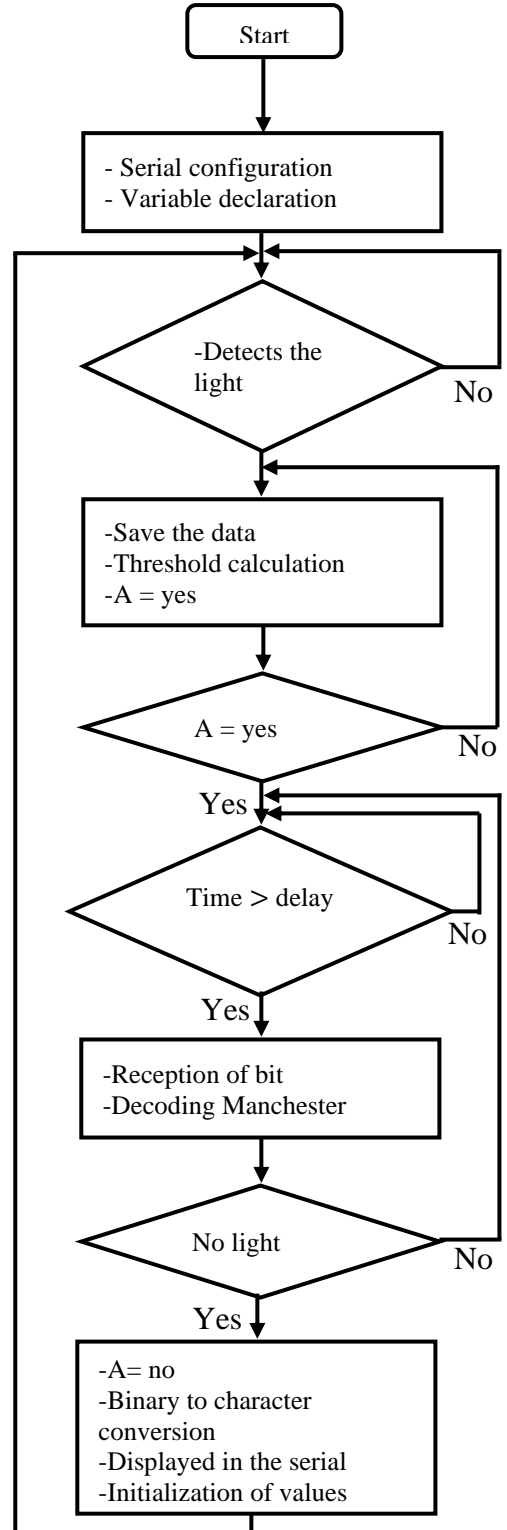 Start
- Serial configuration
- Variable declaration
-Detects the
light
No
-Save the data
-Threshold calculation
-A = yes
A = yes
No
Yes
Time > delay
No
Yes
-Reception of bit
-Decoding Manchester
No light
No
Yes
-A= no
-Binary to character
conversion
-Displayed in the serial
-Initialization of values